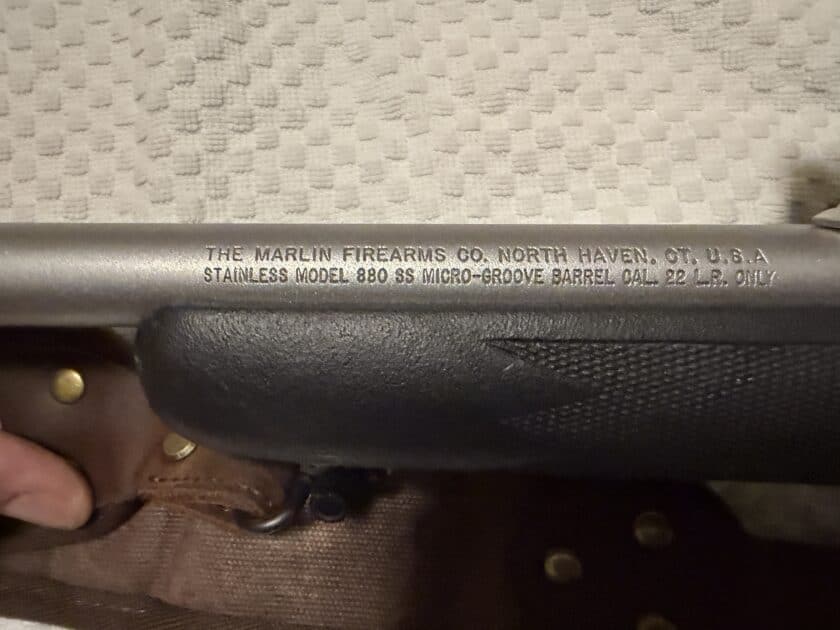 THE MARLIN FIREARMS CO. NORTH HAVEN, CT. U.S.A
STAINLESS MODEL 880 SS MICRO-GROOVE BARREL CAL. 22 L.R. ONLY